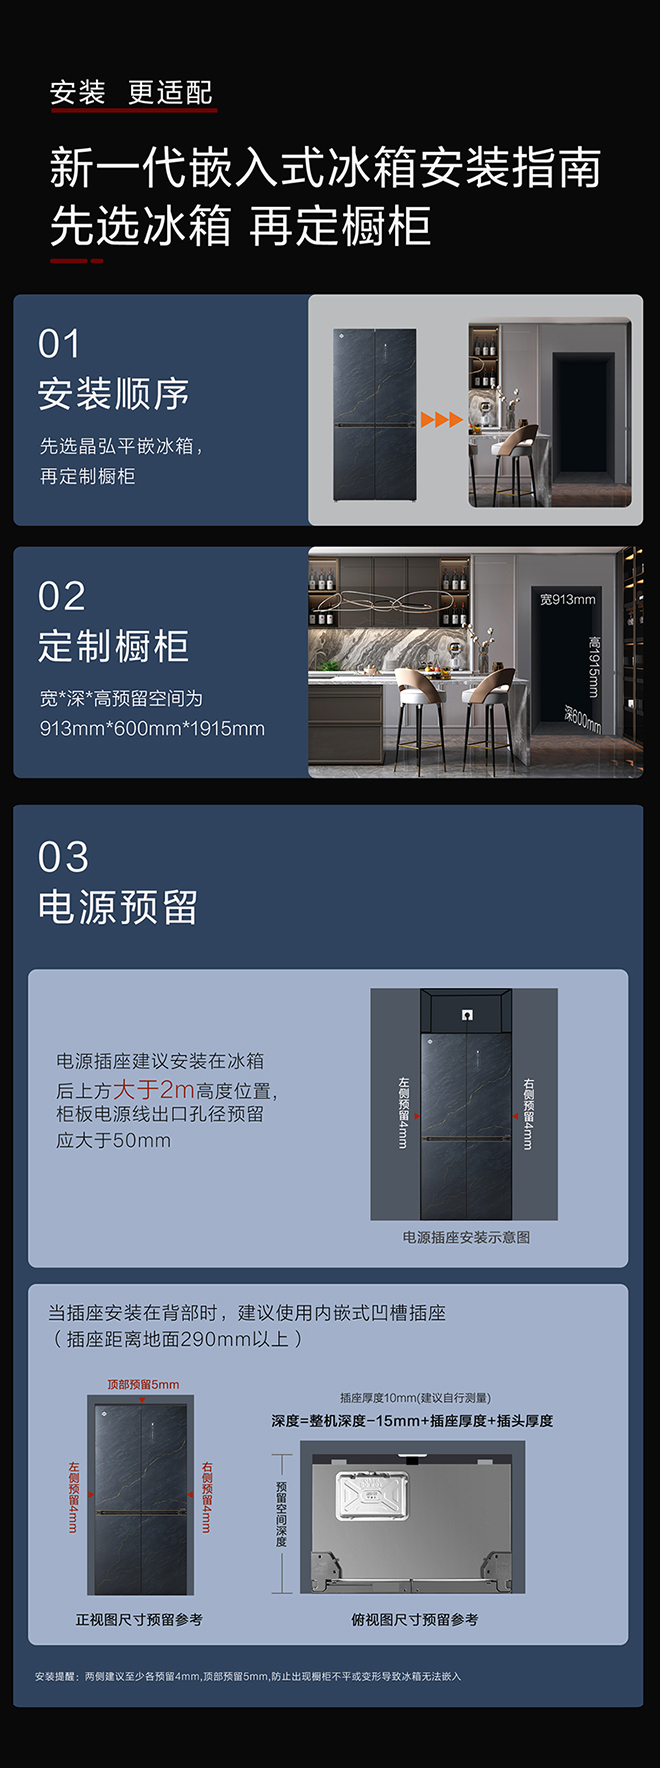 安装 更适配
新一代嵌入式冰箱安装指南
先选冰箱 再定橱柜
01
安装顺序
先选晶弘平嵌冰箱，
再定制橱柜
02
定制橱柜
宽*深*高预留空间为
913mm*600mm*1915mm
宽913mm
高1915mm
深600mm
03
电源预留
电源插座建议安装在冰箱
后上方大于2m高度位置，
柜板电源线出口孔径预留
应大于50mm
左侧预留4mm
右侧预留4mm
电源插座安装示意图
当插座安装在背部时，建议使用内嵌式凹槽插座
（插座距离地面290mm以上）
顶部预留5mm
左侧预留4mm
右侧预留4mm
正视图尺寸预留参考
插座厚度10mm(建议自行测量)
深度=整机深度-15mm+插座厚度+插头厚度
预留空间深度
俯视图尺寸预留参考
安装提醒：两侧建议至少各预留4mm,顶部预留5mm,防止出现橱柜不平或变形导致冰箱无法嵌入